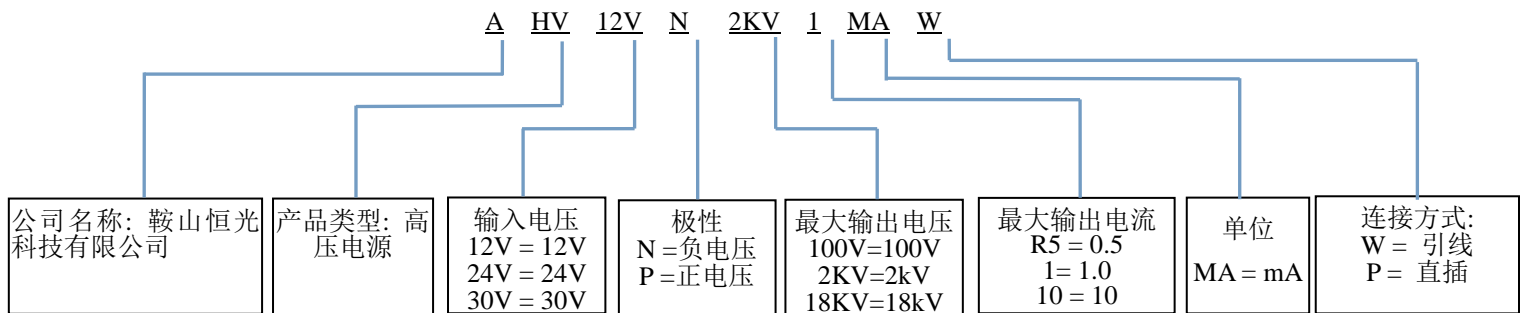 A HV 12V N 2KV 1 MA W
公司名称: 鞍山恒光
科技有限公司
产品类型: 高
压电源
输入电压
12V = 12V
24V = 24V
30V = 30V
极性
N =负电压
P =正电压
最大输出电压
100V=100V
2KV=2kV
18KV=18kV
最大输出电流
R5 = 0.5
1= 1.0
10 = 10
单位
MA = mA
连接方式:
W = 引线
P = 直插